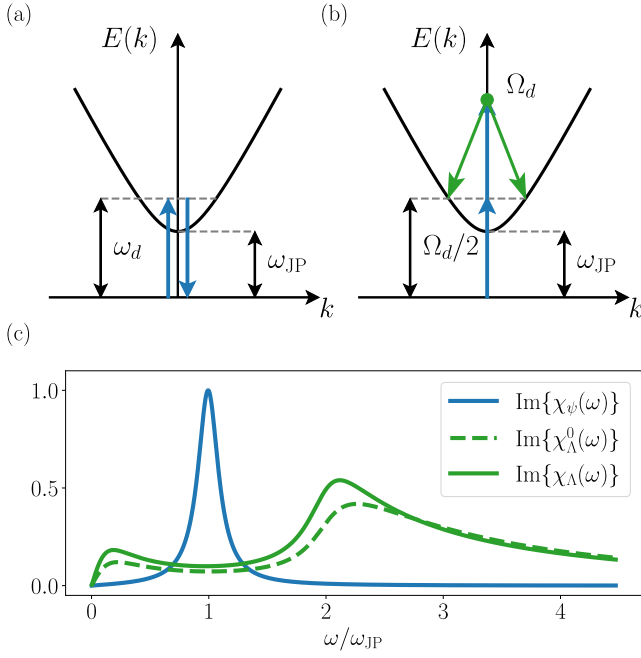 (a)
(b)
E(k)
E(k)
Ω_d
ω_d
ω_JP
Ω_d/2
ω_JP
k
k
(c)
1.0
0.5
0.0
Im{χ_ψ(ω)}
Im{χ_Λ^0(ω)}
Im{χ_Λ(ω)}
0
1
2
3
4
ω/ω_JP